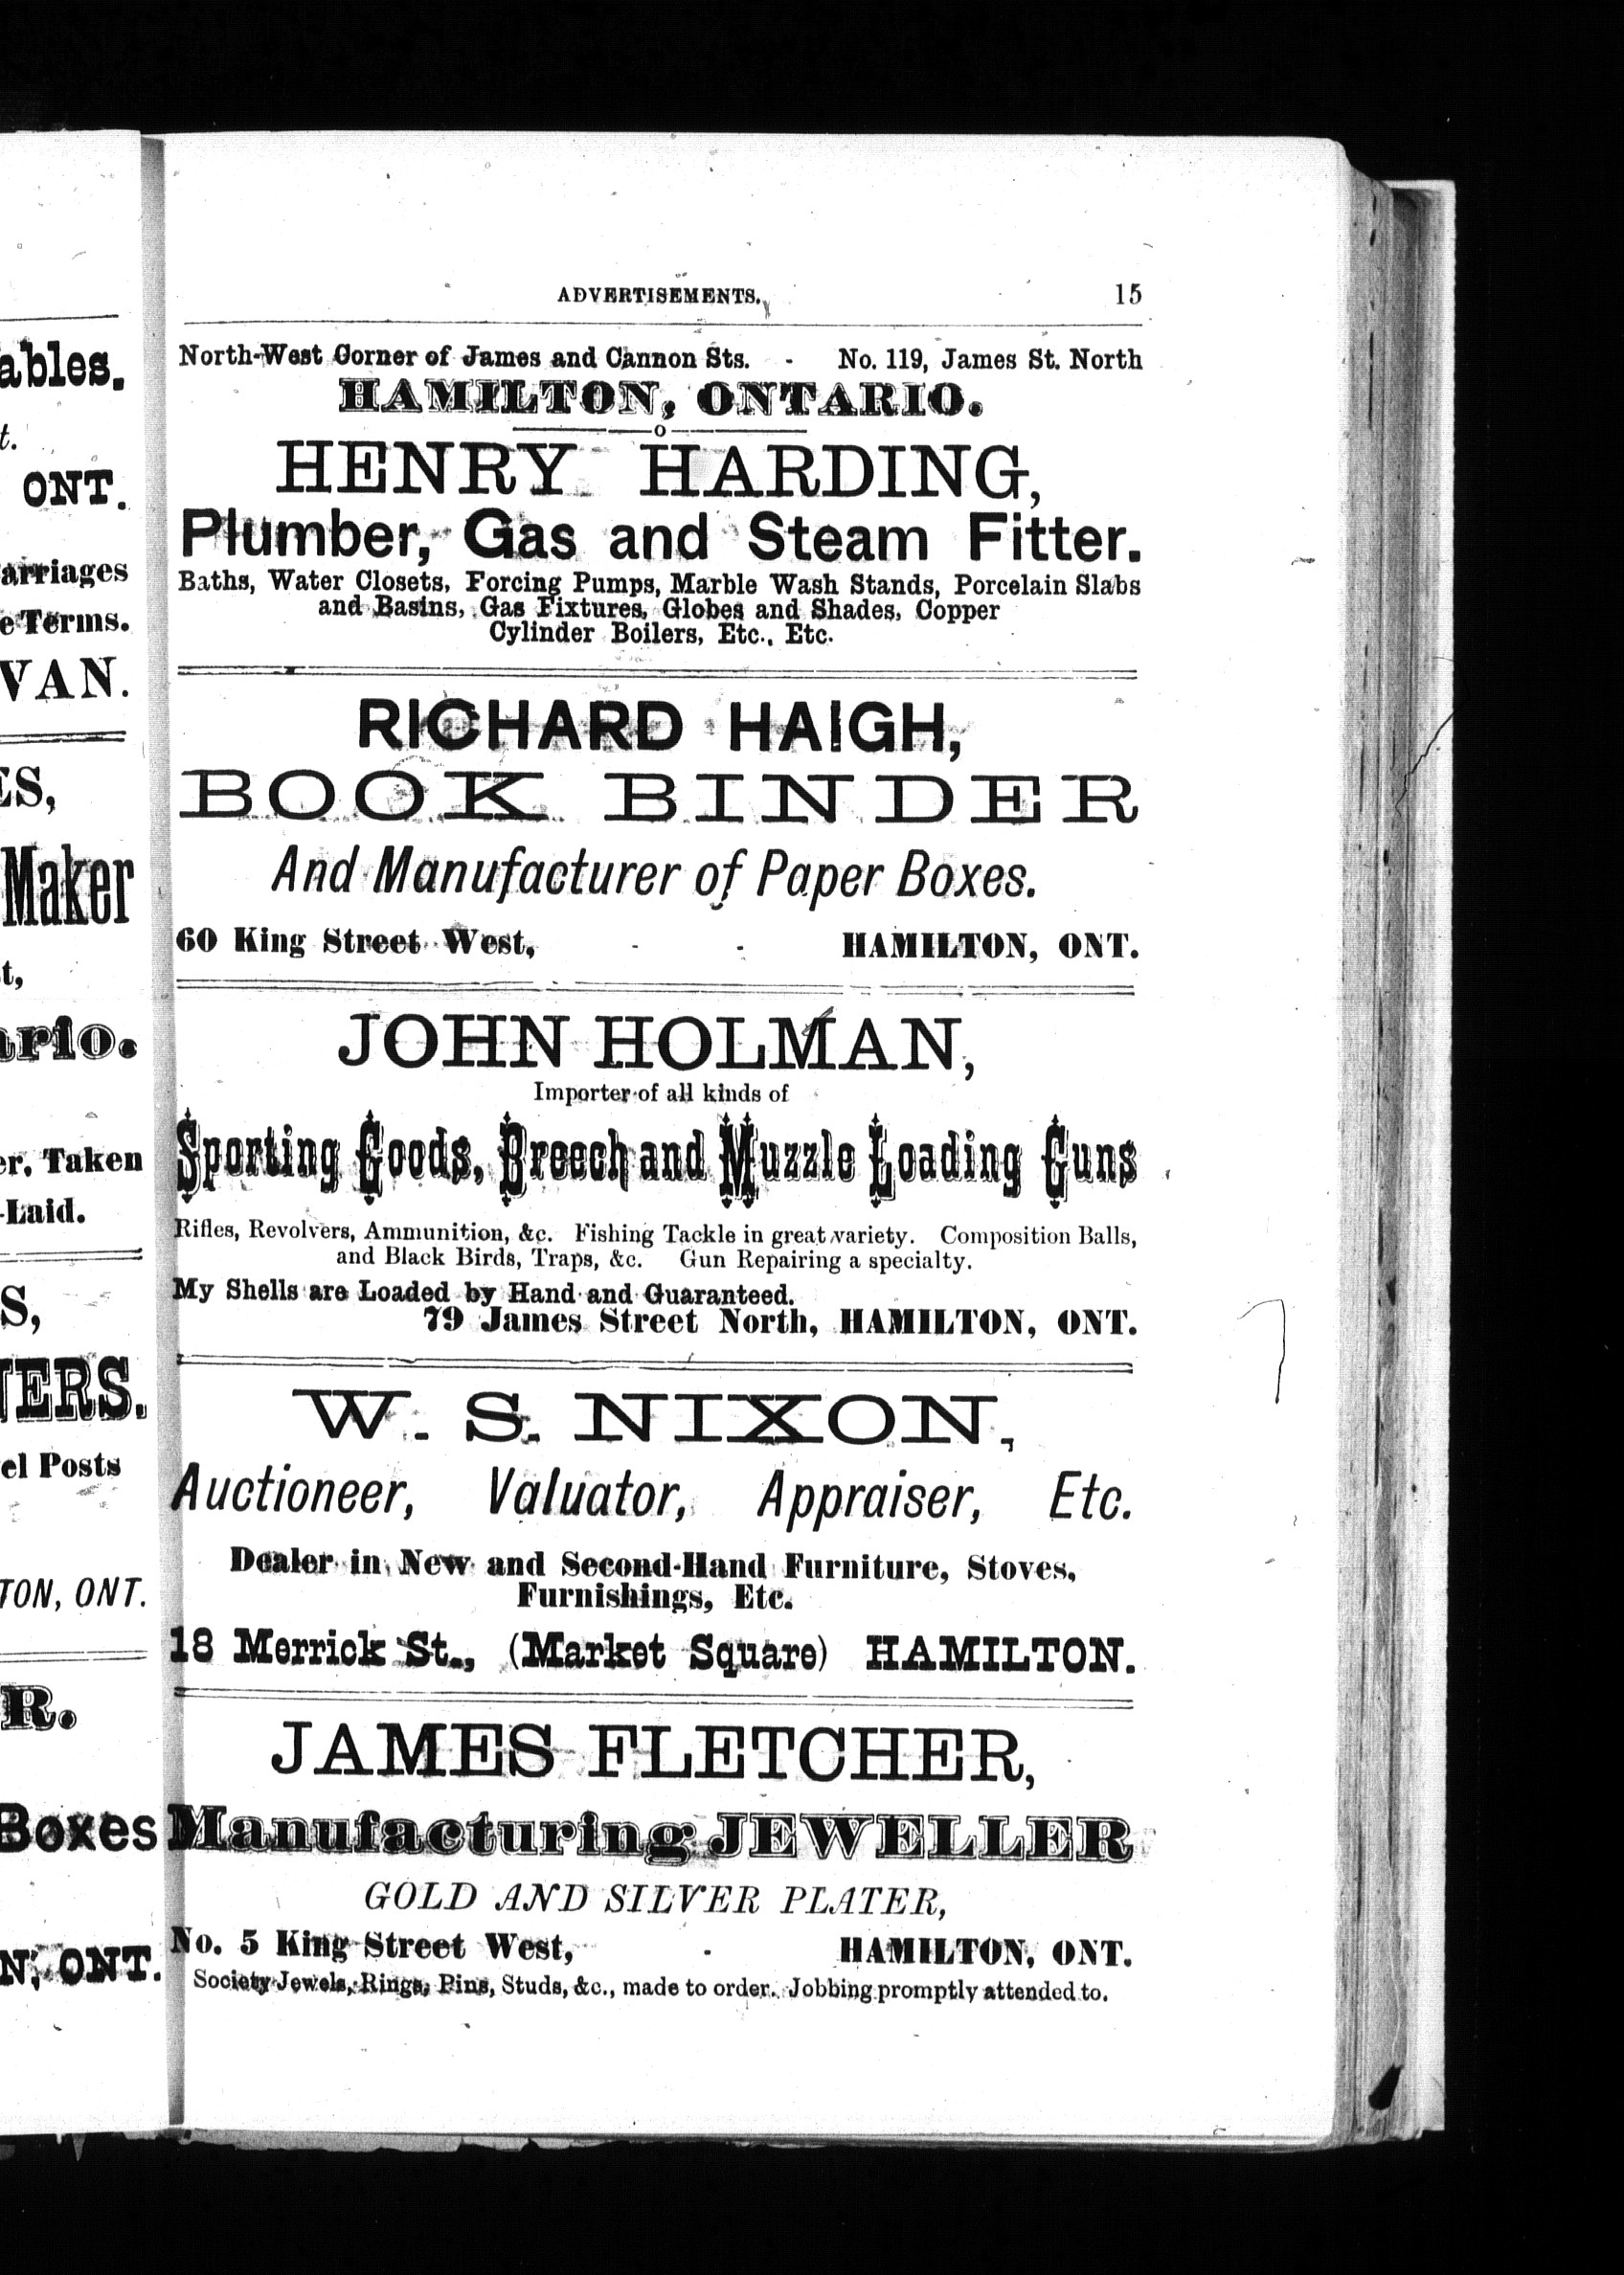 ables.
t.
ONT.
arriages
e Terms.
VAN.
ES,
Maker
t,
ario.
er. Taken
-Laid.
S,
TERS.
el Posts
TON, ONT.
R.
Boxes
N, ONT.
ADVERTISEMENTS. 15
North-West Corner of James and Cannon Sts. - No. 119, James St. North
HAMILTON, ONTARIO.
HENRY HARDING,
Plumber, Gas and Steam Fitter.
Baths, Water Closets, Forcing Pumps, Marble Wash Stands, Porcelain Slabs
and Basins, Gas Fixtures, Globes and Shades, Copper
Cylinder Boilers, Etc., Etc.
RICHARD HAIGH,
BOOK BINDER
And Manufacturer of Paper Boxes.
60 King Street West, - - HAMILTON, ONT.
JOHN HOLMAN,
Importer of all kinds of
Sporting Goods, Breech and Muzzle Loading Guns
Rifles, Revolvers, Ammunition, &c. Fishing Tackle in great variety. Composition Balls,
and Black Birds, Traps, &c. Gun Repairing a specialty.
My Shells are Loaded by Hand and Guaranteed.
79 James Street North, HAMILTON, ONT.
W. S. NIXON,
Auctioneer, Valuator, Appraiser, Etc.
Dealer in New and Second-Hand Furniture, Stoves,
Furnishings, Etc.
18 Merrick St., (Market Square) HAMILTON.
JAMES FLETCHER,
Manufacturing JEWELLER
GOLD AND SILVER PLATER,
No. 5 King Street West, - HAMILTON, ONT.
Society Jewels, Rings, Pins, Studs, &c., made to order. Jobbing promptly attended to.